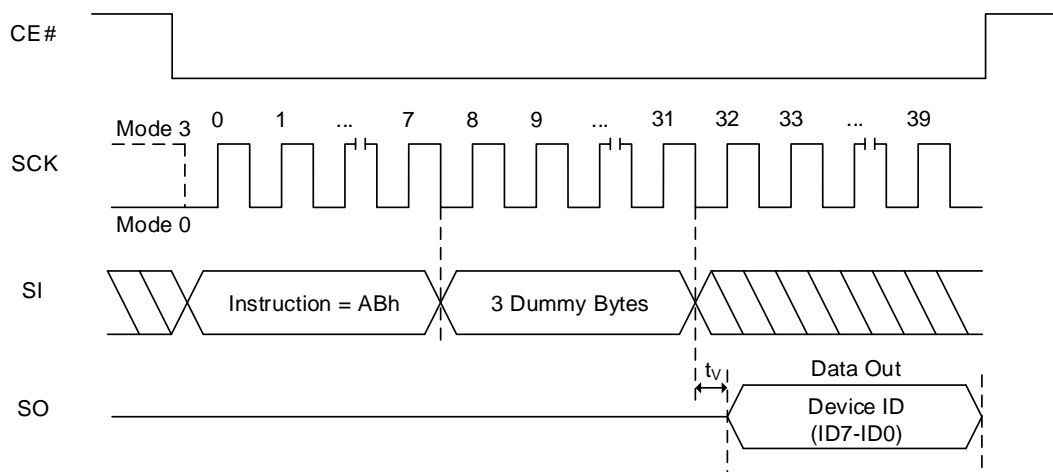 CE#
0 1 ... 7 8 9 ... 31 32 33 ... 39
Mode 3
SCK
Mode 0
SI
Instruction = ABh
3 Dummy Bytes
tV
Data Out
SO
Device ID
(ID7-ID0)